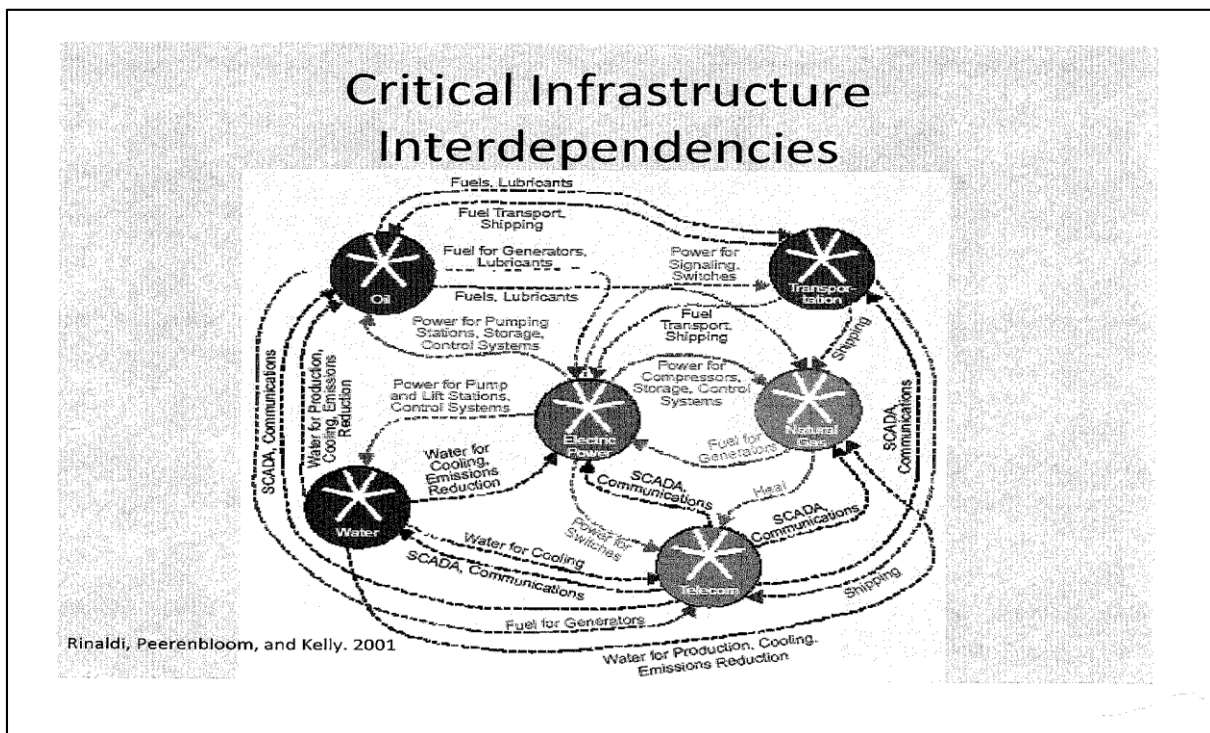 Critical Infrastructure
Interdependencies
Fuels, Lubricants
Fuel Transport,
Shipping
Fuel for Generators,
Lubricants
Power for
Signaling,
Switches
Oil
Transpor-
tation
Fuels, Lubricants
Power for Pumping
Stations, Storage,
Control Systems
Fuel
Transport,
Shipping
Shipping
Power for
Compressors,
Storage, Control
Systems
Power for Pump
and Lift Stations,
Control Systems
Electric
Power
Natural
Gas
Fuel for
Generators
SCADA, Communications
Water for Production,
Cooling, Emissions
Reduction
Water for
Cooling,
Emissions
Reduction
SCADA,
Communications
SCADA,
Communications
Heat
SCADA,
Communications
Water
Power for
Switches
Water for Cooling
SCADA, Communications
Telecom
Shipping
Fuel for Generators
Water for Production, Cooling,
Emissions Reduction
Rinaldi, Peerenbloom, and Kelly. 2001